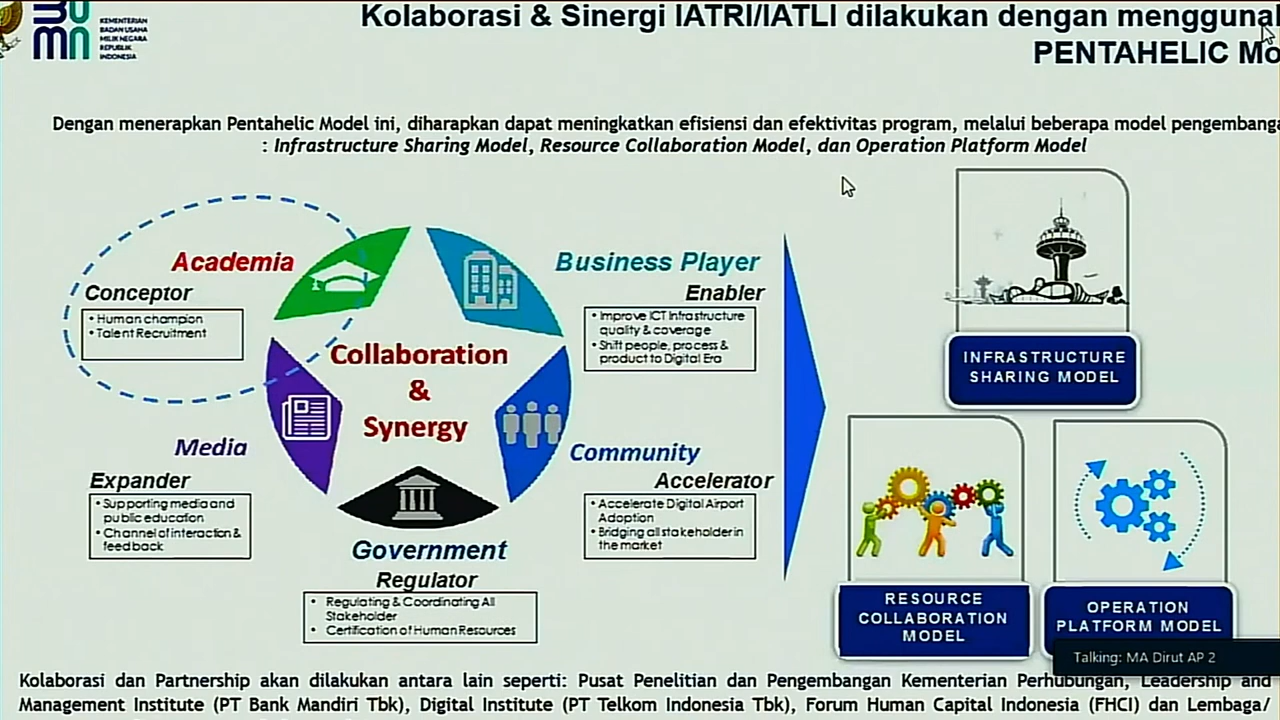 KEMENTERIAN
BADAN USAHA
MILIK NEGARA
REPUBLIK
INDONESIA
Kolaborasi & Sinergi IATRI/IATLI dilakukan dengan
PENTAHELIC
Dengan menerapkan Pentahelic Model ini, diharapkan dapat meningkatkan efisiensi dan efektivitas program, melalui beberapa model
: Infrastructure Sharing Model, Resource Collaboration Model, dan Operation Platform Model
Academia
Conceptor
• Human champion
• Talent Recruitment
Business Player
Enabler
• Improve ICT Infrastructure
quality & coverage
• Shift people, process &
product to Digital Era
Collaboration
&
Synergy
Media
Expander
• Supporting media and
public education
• Channel of interaction &
feedback
Community
Accelerator
• Accelerate Digital Airport
Adoption
• Bridging all stakeholder in
the market
Government
Regulator
• Regulating & Coordinating All
Stakeholder
• Certification of Human Resources
INFRASTRUCTURE
SHARING MODEL
RESOURCE
COLLABORATION
MODEL
OPERATION
PLATFORM MODEL
Talking: MA Dirut AP 2
Kolaborasi dan Partnership akan dilakukan antara lain seperti: Pusat Penelitian dan Pengembangan Kementerian Perhubungan, Leadership and
Management Institute (PT Bank Mandiri Tbk), Digital Institute (PT Telkom Indonesia Tbk), Forum Human Capital Indonesia (FHCI) dan Lembaga/